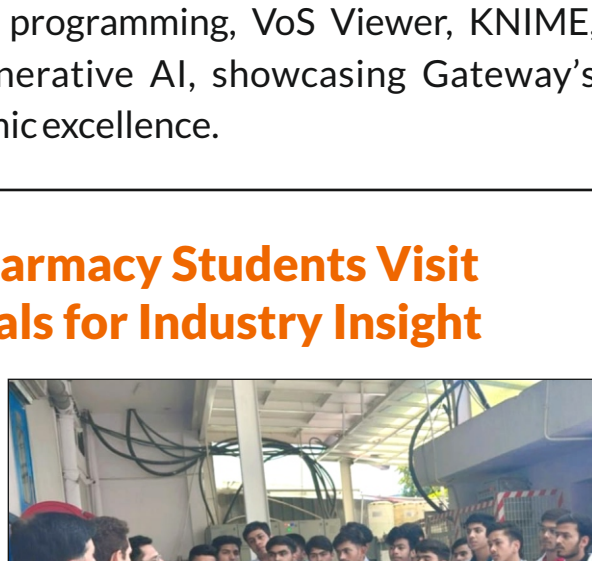 programming, VoS Viewer, KNIME,
nerative AI, showcasing Gateway's
nic excellence.
armacy Students Visit
als for Industry Insight